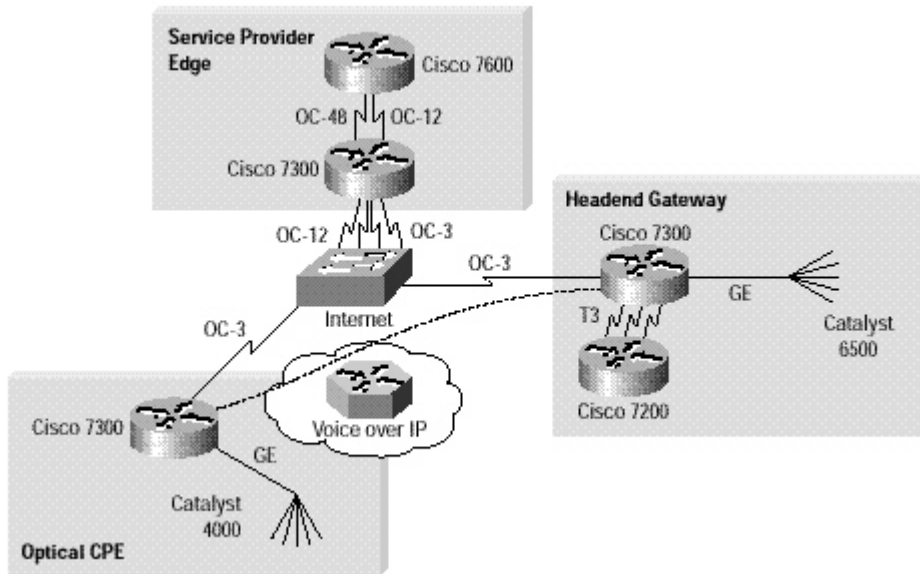 Service Provider
Edge
Cisco 7600
OC-48
OC-12
Cisco 7300
OC-12
OC-3
Internet
Headend Gateway
Cisco 7300
OC-3
GE
T3
Catalyst
6500
Cisco 7200
OC-3
Cisco 7300
Voice over IP
GE
Catalyst
4000
Optical CPE